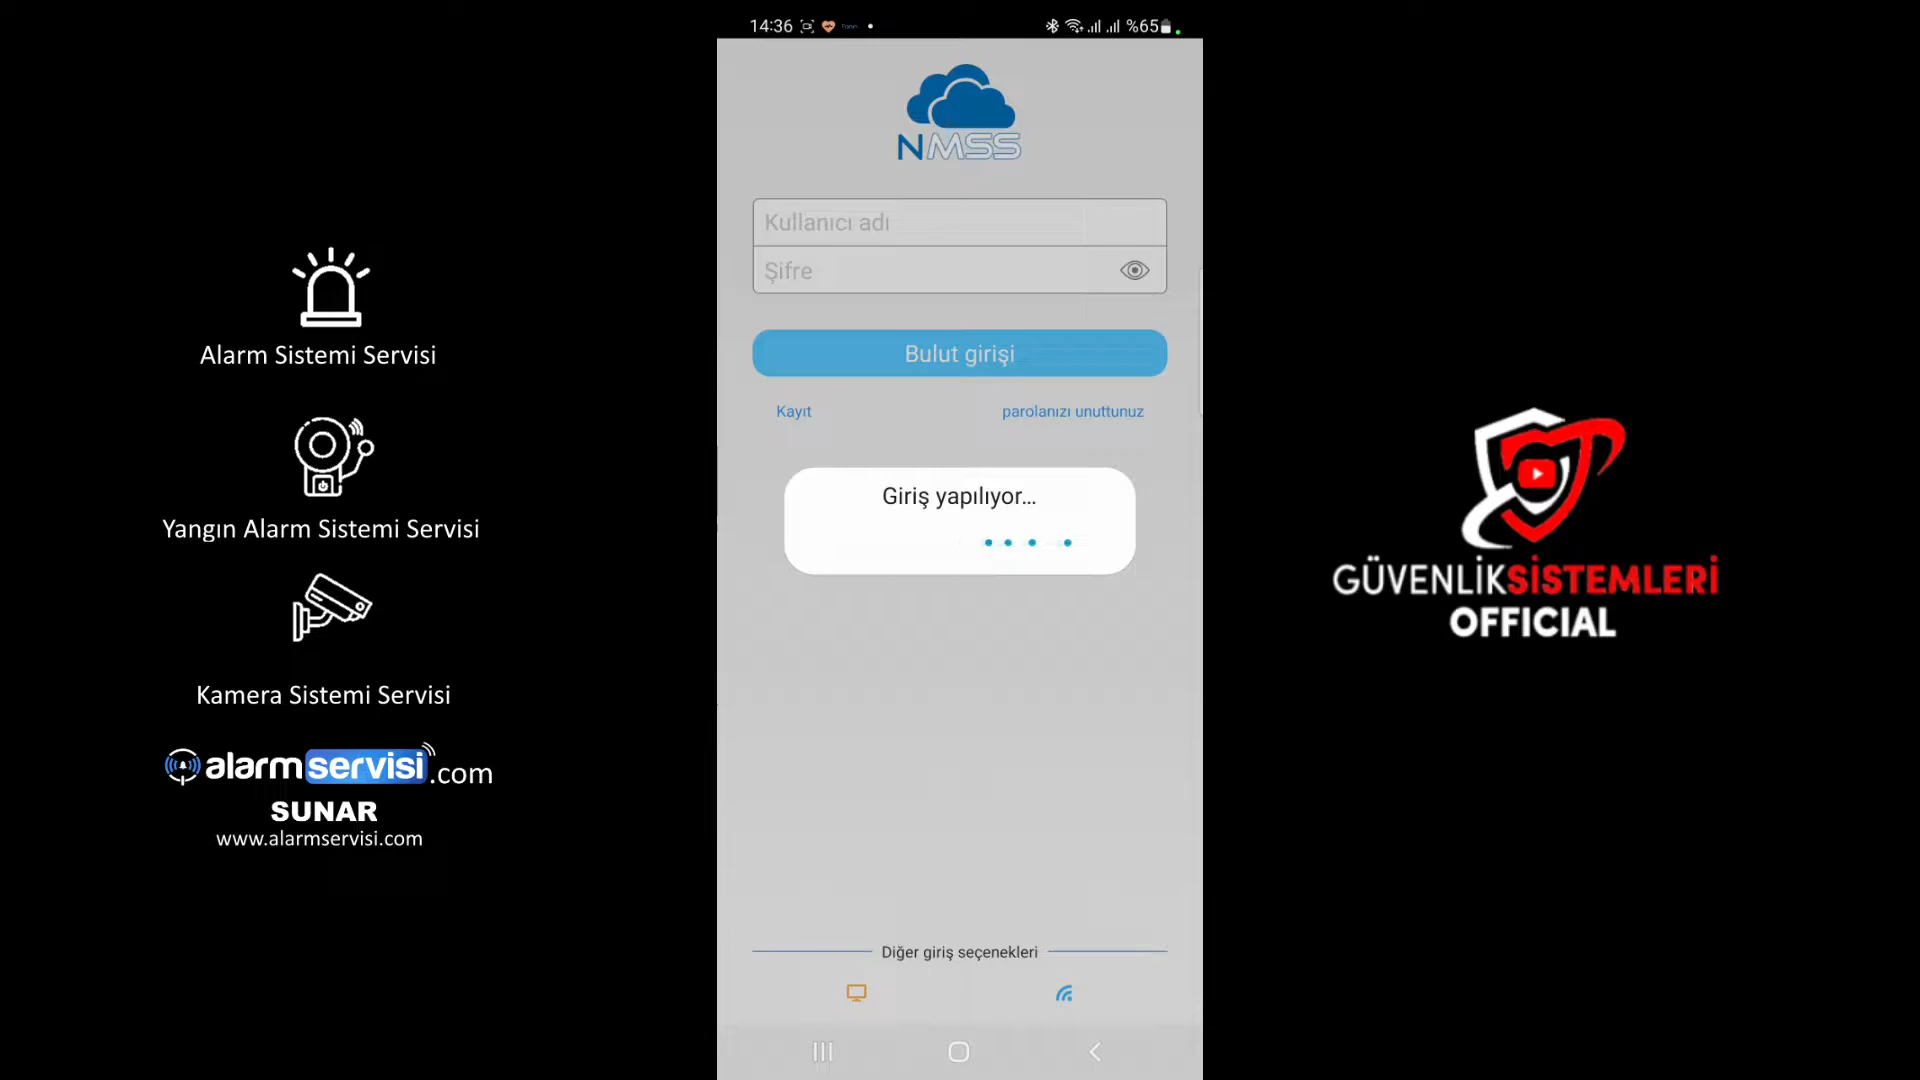 14:36
%65
NMSS
Kullanıcı adı
Şifre
Bulut girişi
Kayıt
parolanızı unuttunuz
Giriş yapılıyor...
Diğer giriş seçenekleri
Alarm Sistemi Servisi
Yangın Alarm Sistemi Servisi
Kamera Sistemi Servisi
alarmservisi.com
SUNAR
www.alarmservisi.com
GÜVENLİKSİSTEMLERİ
OFFICIAL